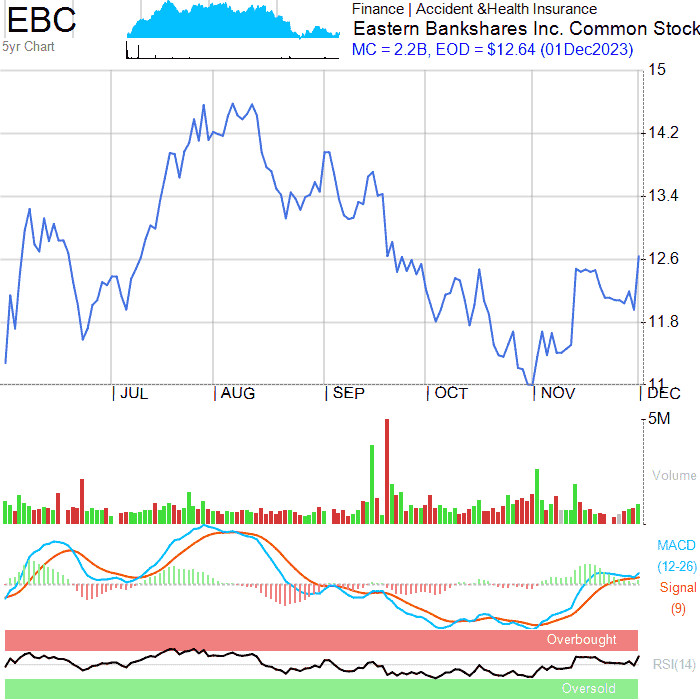 EBC
5yr Chart
Finance | Accident &Health Insurance
Eastern Bankshares Inc. Common Stock
MC = 2.2B, EOD = $12.64 (01Dec2023)
15
14.2
13.4
12.6
11.8
11
JUL AUG SEP OCT NOV DEC
5M
Volume
MACD
(12-26)
Signal
(9)
Overbought
RSI(14)
Oversold